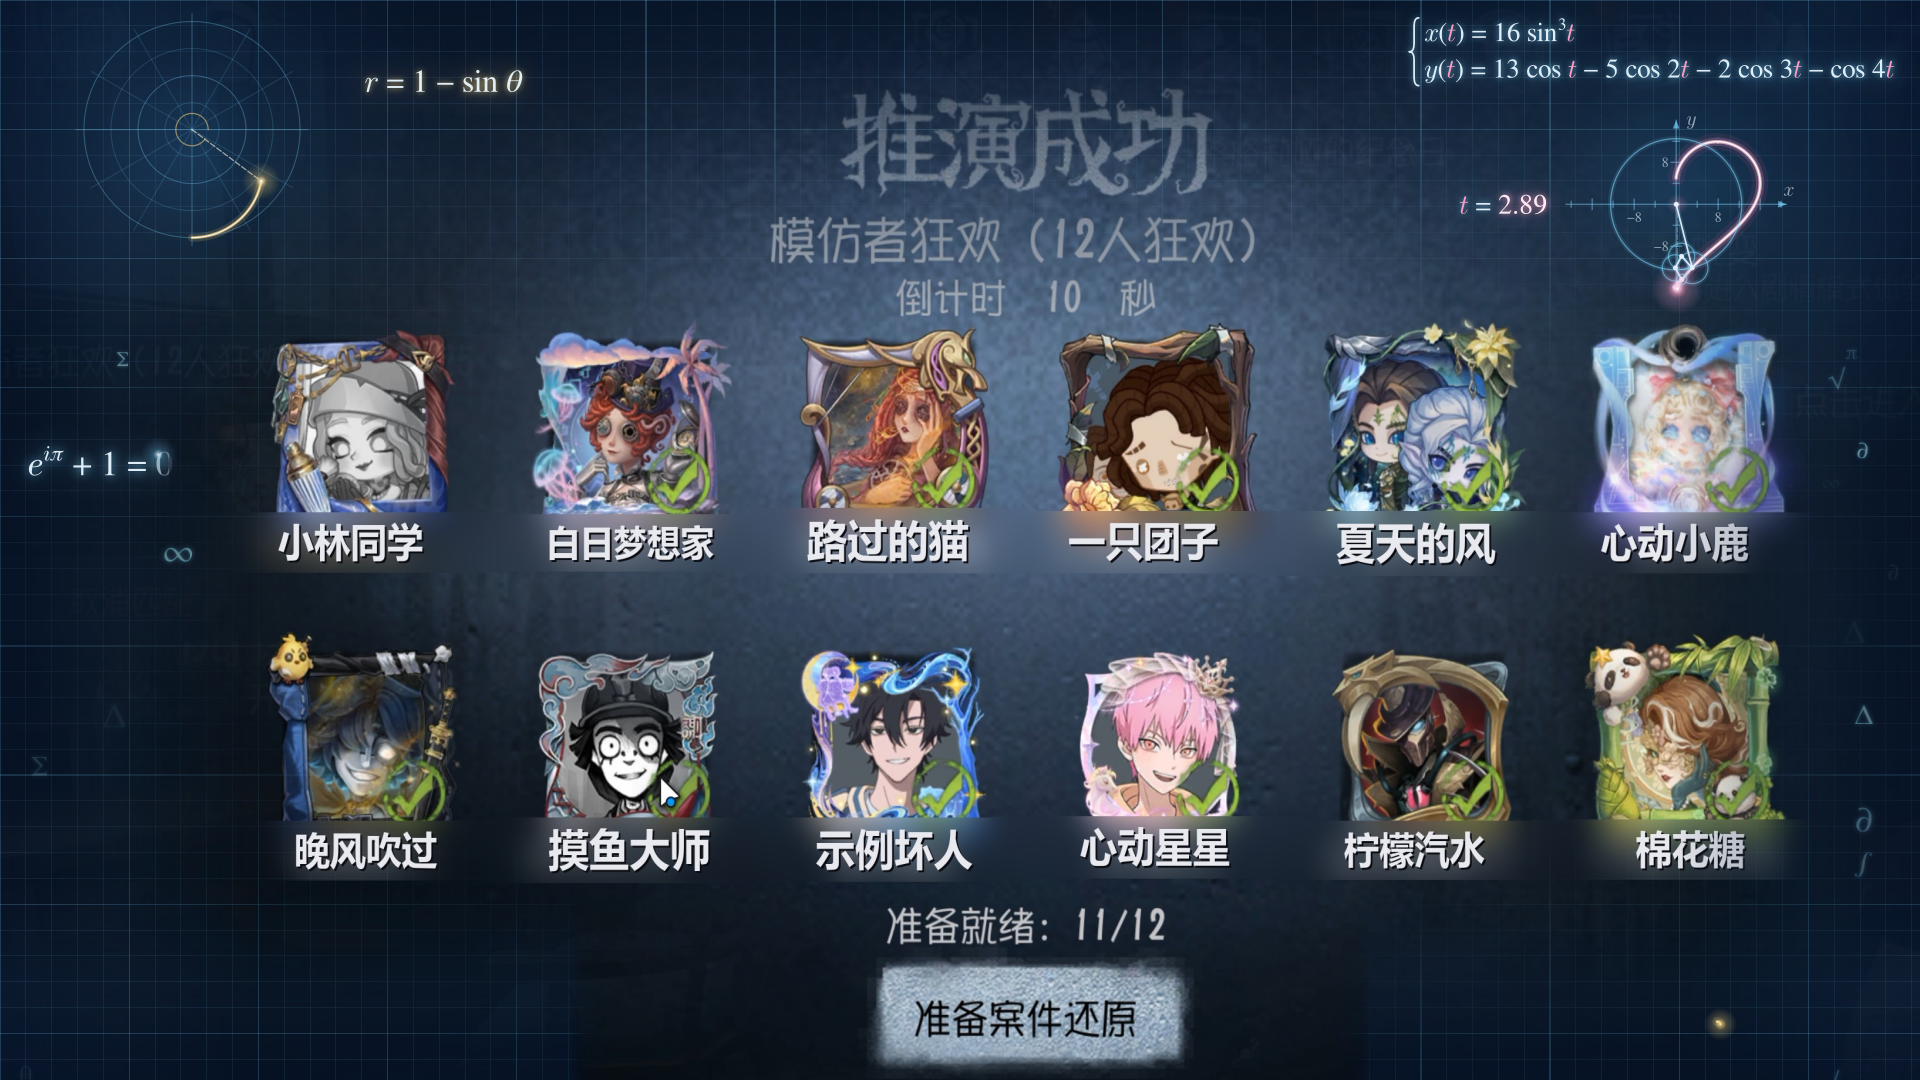 r = 1 − sin θ
x(t) = 16 sin³t
y(t) = 13 cos t − 5 cos 2t − 2 cos 3t − cos 4t
推演成功
模仿者狂欢（12人狂欢）
倒计时 10 秒
y
8
x
t = 2.89
−8
8
−8
Σ
π
√
∂
e^{iπ} + 1 = 0
∞
小林同学
白日梦想家
路过的猫
一只团子
夏天的风
心动小鹿
Δ
Σ
Δ
∂
∫
晚风吹过
摸鱼大师
示例坏人
心动星星
柠檬汽水
棉花糖
准备就绪：11/12
准备案件还原